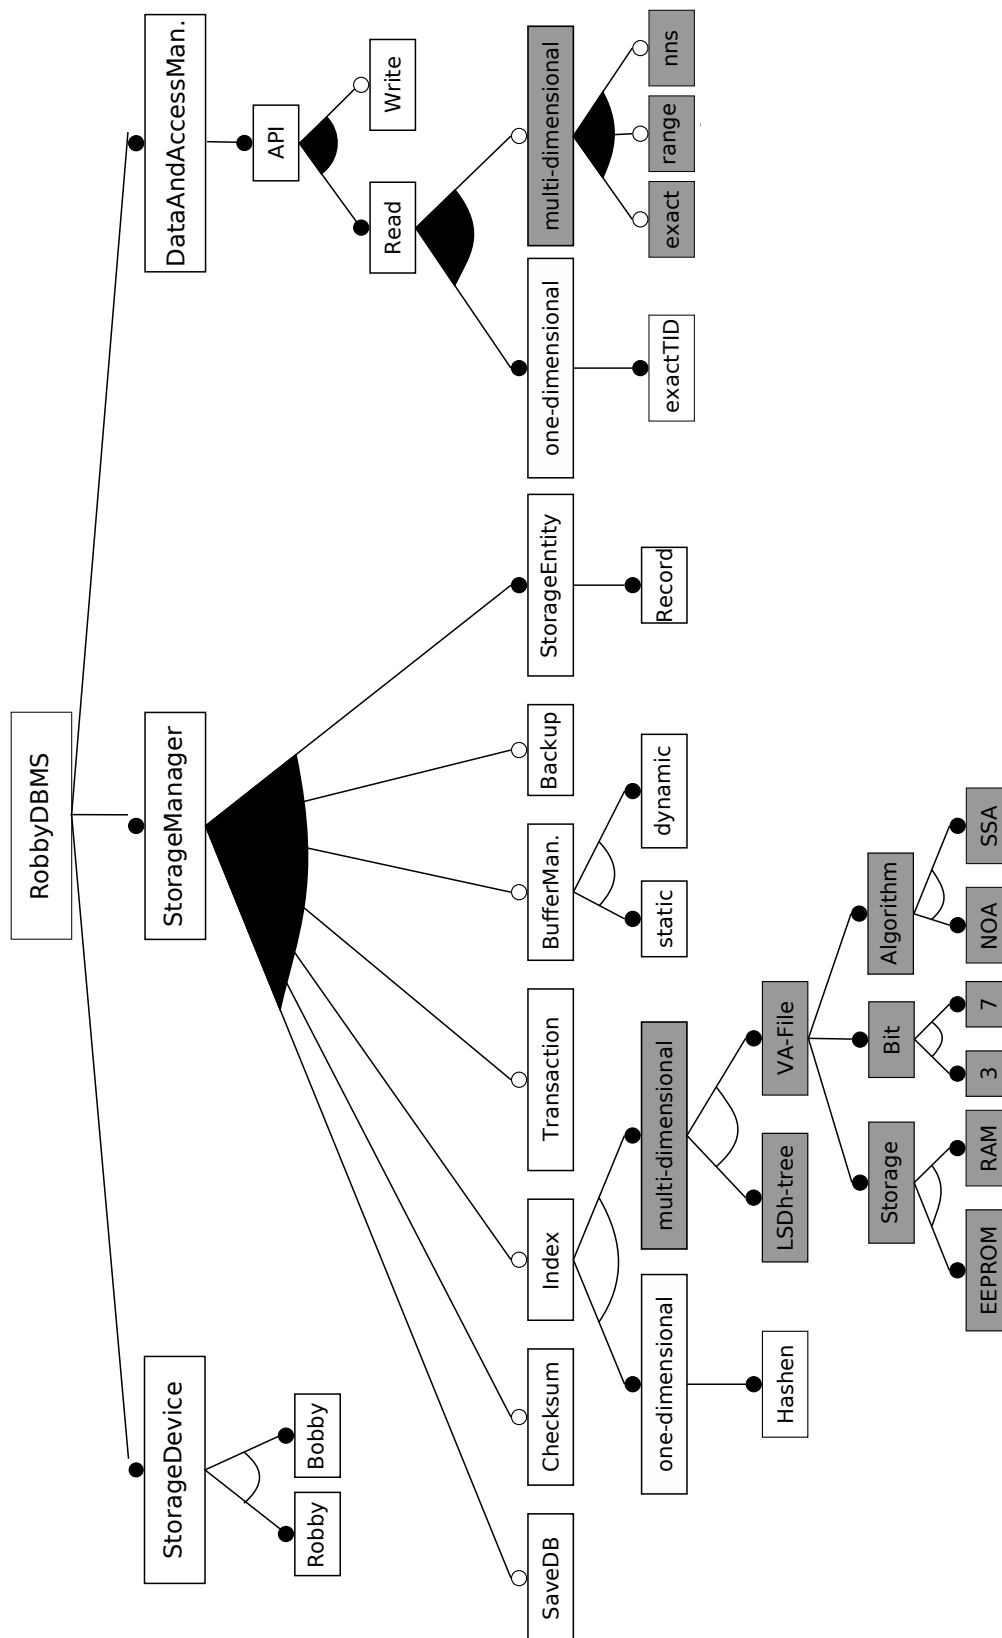 RobbyDBMS
StorageDevice
StorageManager
DataAndAccessMan.
Robby
Bobby
API
Read
Write
SaveDB
Checksum
Index
Transaction
BufferMan.
Backup
StorageEntity
one-dimensional
multi-dimensional
one-dimensional
multi-dimensional
static
dynamic
Record
exactTID
exact
range
nns
Hashen
LSDh-tree
VA-File
Storage
Bit
Algorithm
EEPROM
RAM
3
7
NOA
SSA